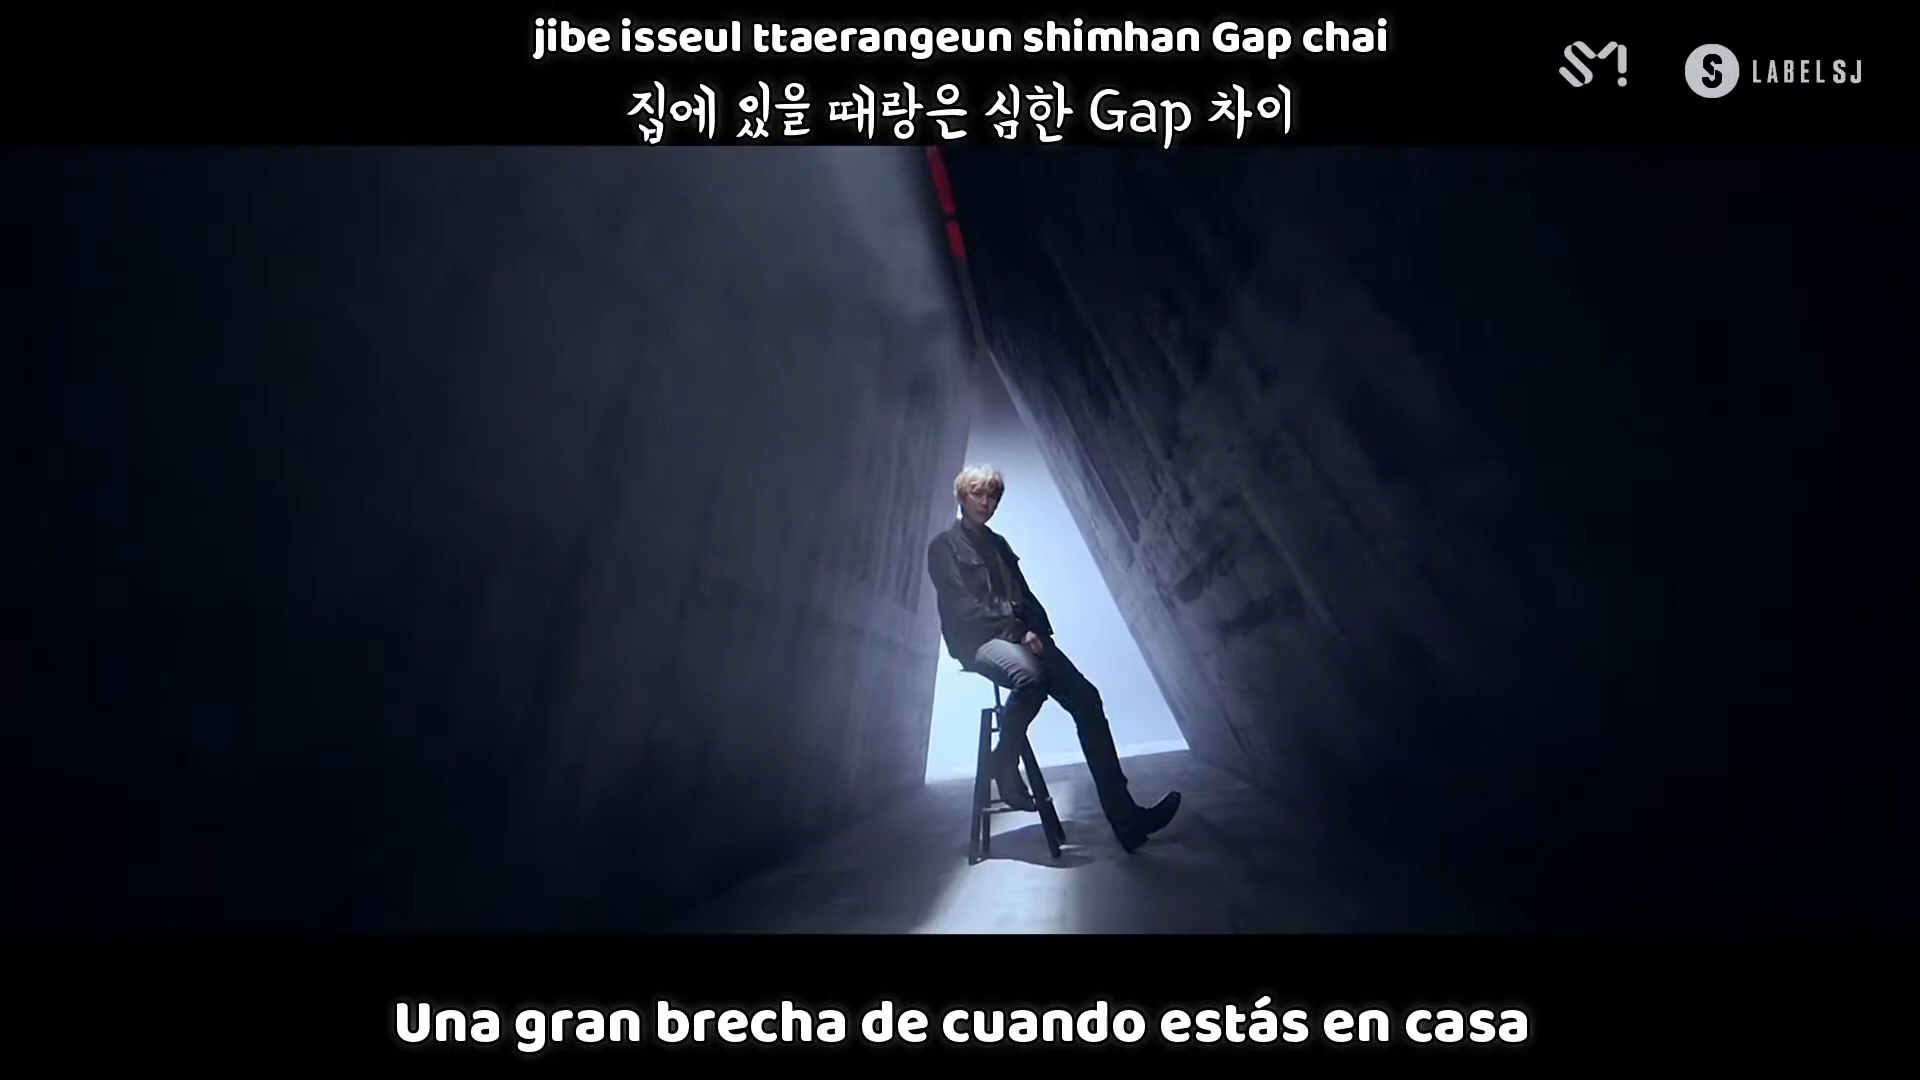 jibe isseul ttaerangeun shimhan Gap chai
SM!
S LABEL SJ
집에 있을 때랑은 심한 Gap 차이
Una gran brecha de cuando estás en casa